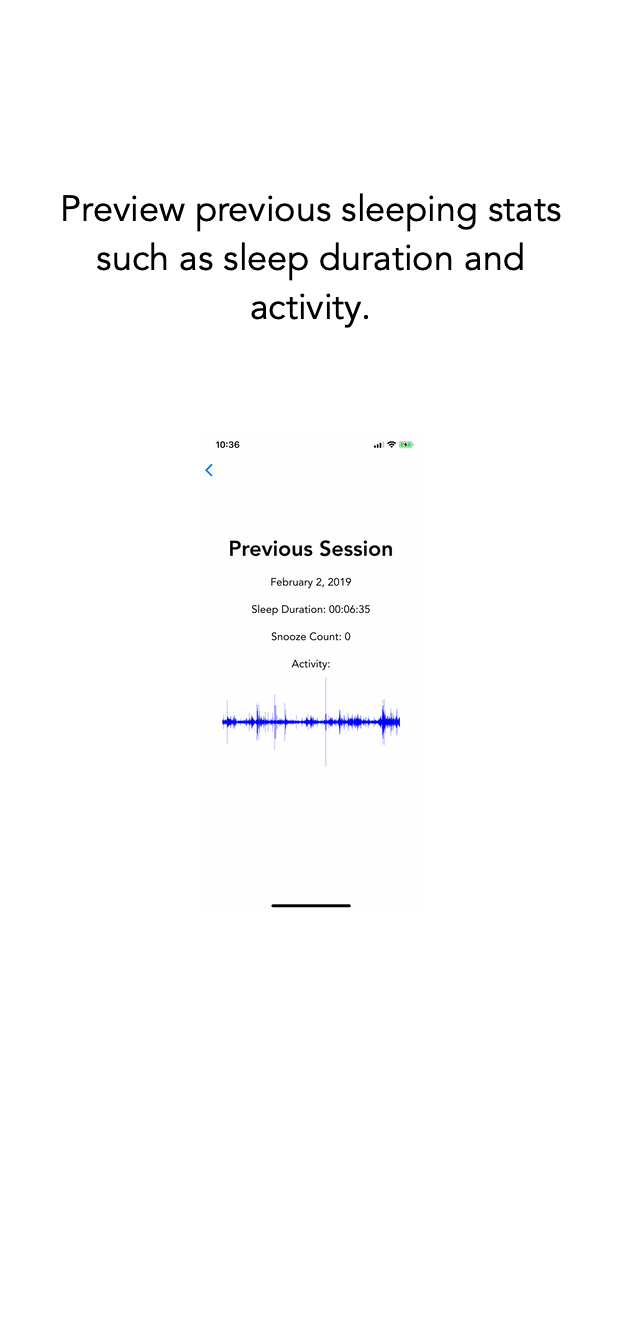 Preview previous sleeping stats
such as sleep duration and
activity.
10:36
Previous Session
February 2, 2019
Sleep Duration: 00:06:35
Snooze Count: 0
Activity: